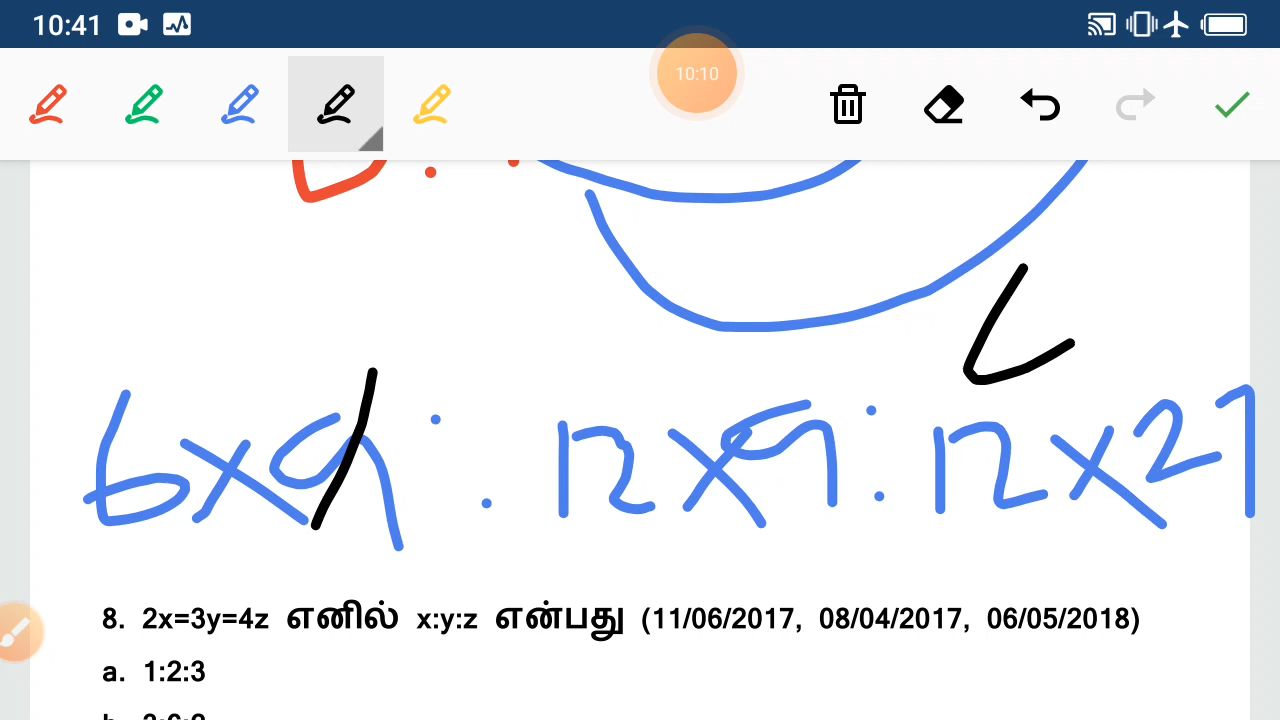 10:41
10:10
6x9 : 12x9 : 12x27
8. 2x=3y=4z எனில் x:y:z என்பது (11/06/2017, 08/04/2017, 06/05/2018)
a. 1:2:3